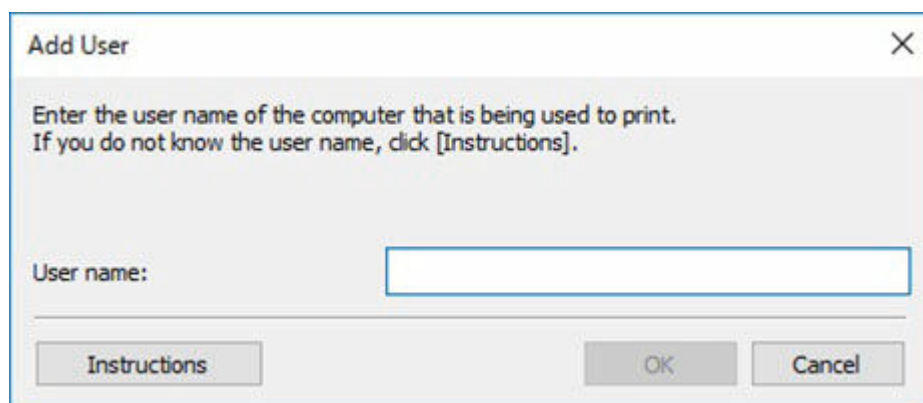 Add User
Enter the user name of the computer that is being used to print.
If you do not know the user name, click [Instructions].
User name:
Instructions
OK
Cancel